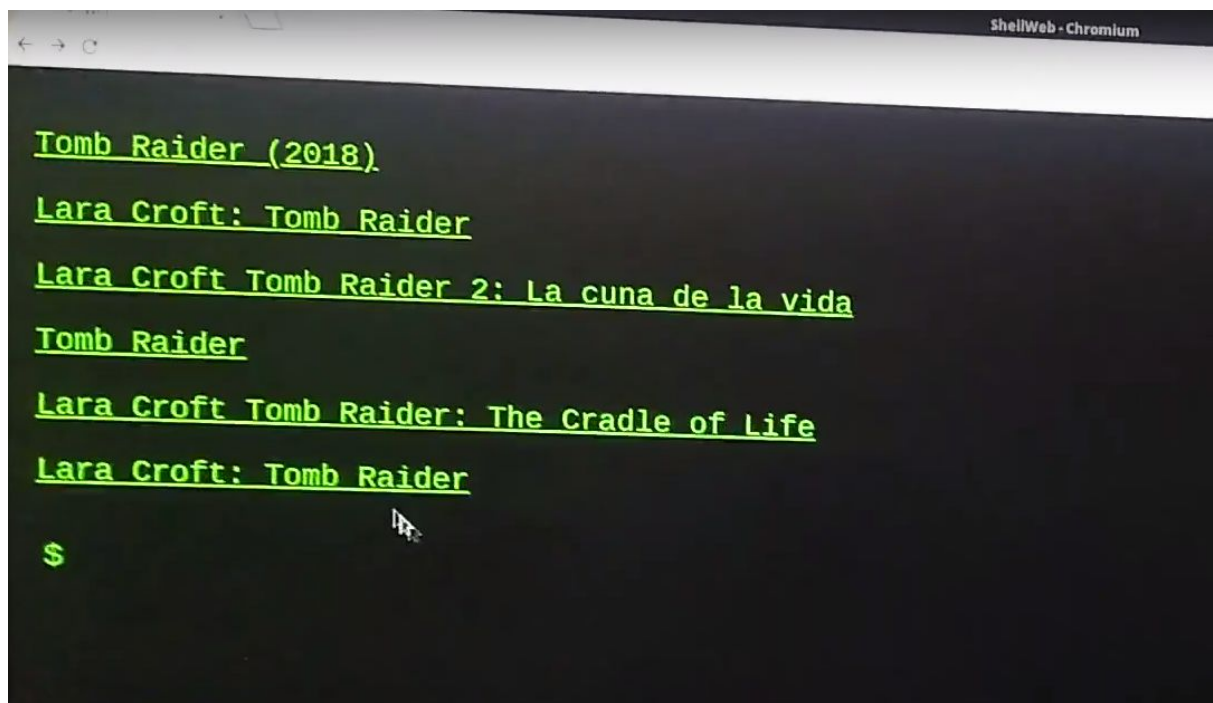 ShellWeb - Chromium
Tomb Raider (2018)
Lara Croft: Tomb Raider
Lara Croft Tomb Raider 2: La cuna de la vida
Tomb Raider
Lara Croft Tomb Raider: The Cradle of Life
Lara Croft: Tomb Raider
$